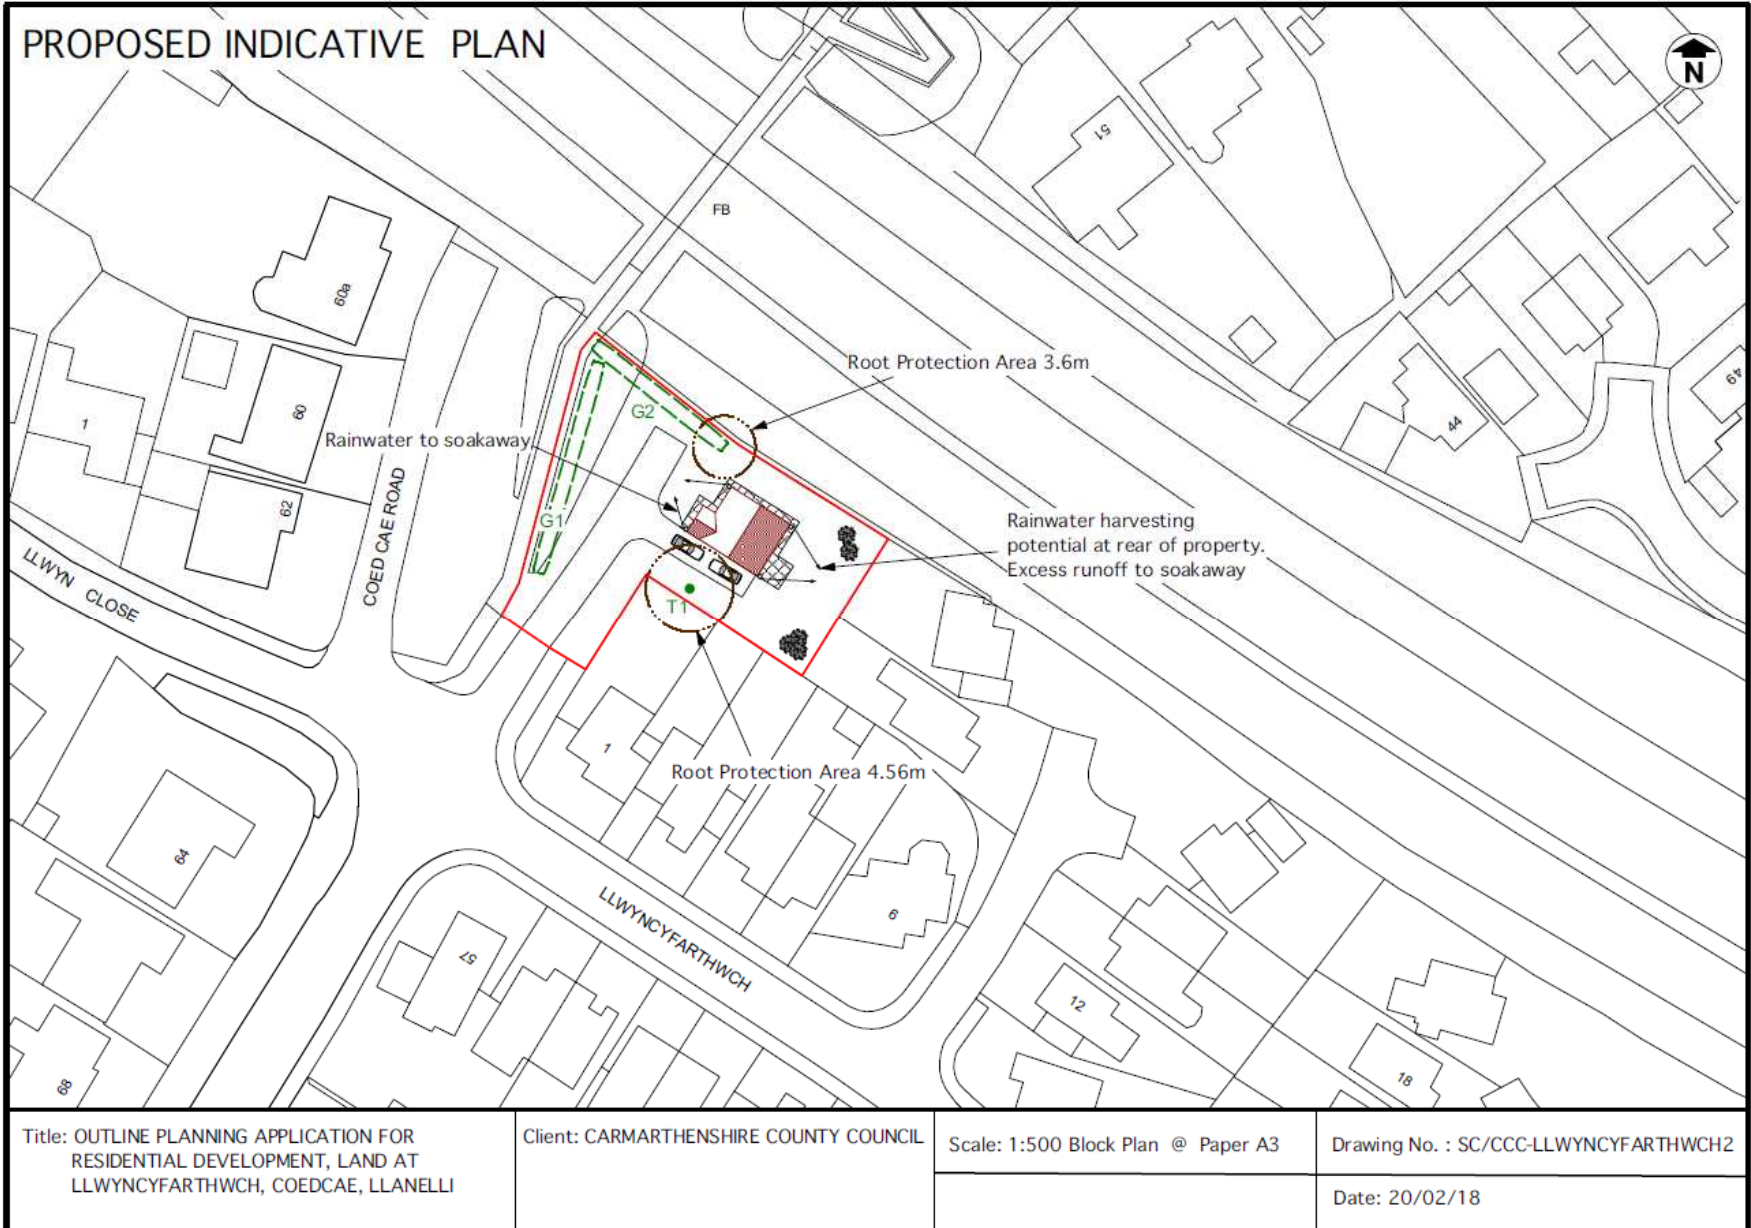 PROPOSED INDICATIVE PLAN
N
51
FB
60a
Root Protection Area 3.6m
60
1
G2
Rainwater to soakaway
49
44
62
COED CAE ROAD
G1
Rainwater harvesting
potential at rear of property.
Excess runoff to soakaway
LLWYN CLOSE
T1
1
Root Protection Area 4.56m
64
LLWYNCYFARTHWCH
6
57
12
18
68
Title: OUTLINE PLANNING APPLICATION FOR
RESIDENTIAL DEVELOPMENT, LAND AT
LLWYNCYFARTHWCH, COEDCAE, LLANELLI
Client: CARMARTHENSHIRE COUNTY COUNCIL
Scale: 1:500 Block Plan @ Paper A3
Drawing No. : SC/CCC-LLWYNCYFARTHWCH2
Date: 20/02/18